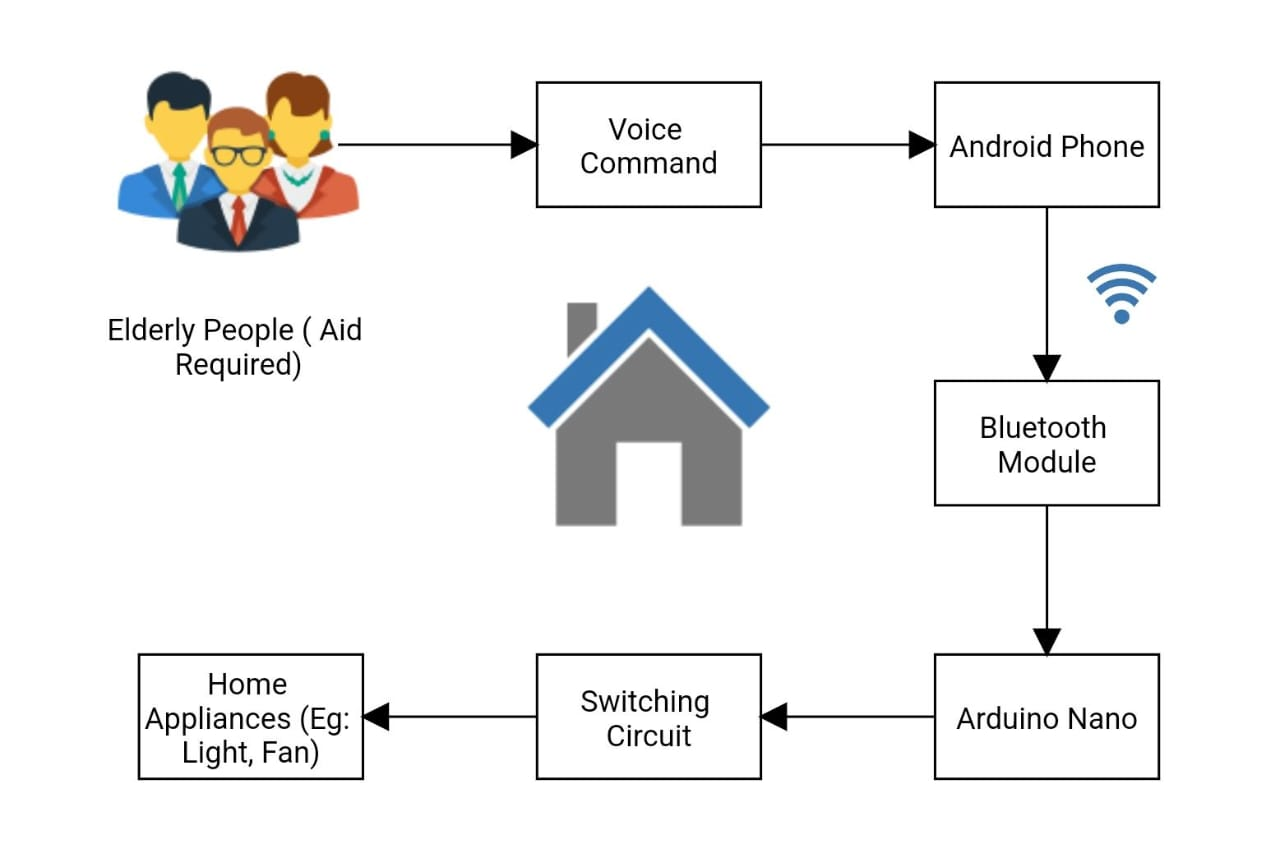 Voice
Command
Android Phone
Elderly People ( Aid
Required)
Bluetooth
Module
Home
Appliances (Eg:
Light, Fan)
Switching
Circuit
Arduino Nano